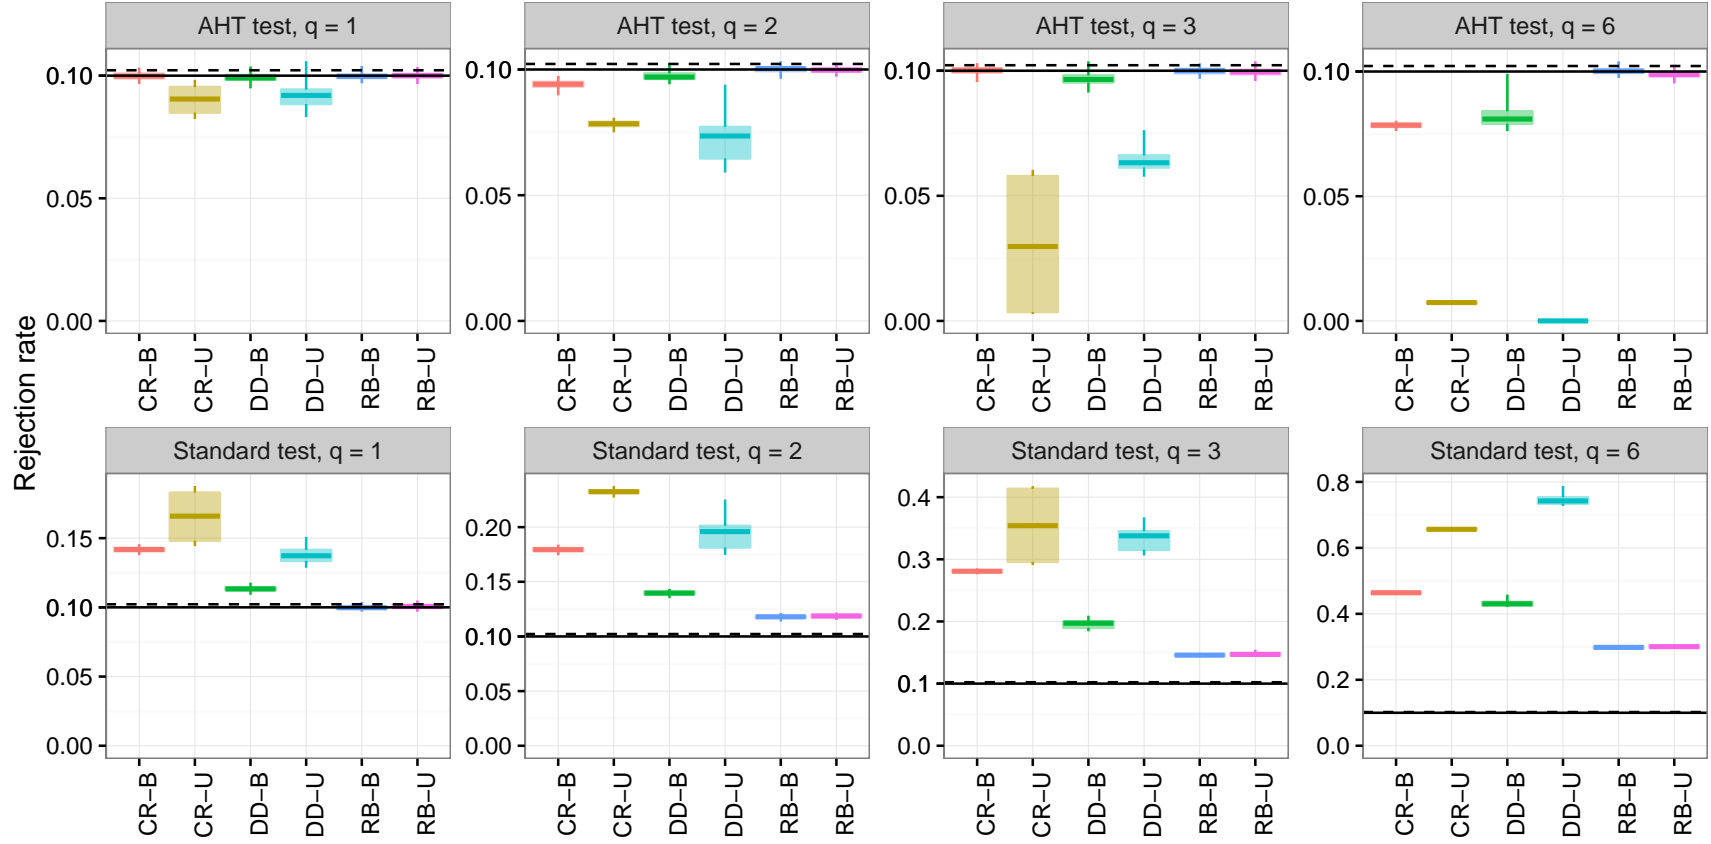 Rejection rate
AHT test, q = 1
0.10
0.05
0.00
CR−B
CR−U
DD−B
DD−U
RB−B
RB−U
AHT test, q = 2
0.10
0.05
0.00
CR−B
CR−U
DD−B
DD−U
RB−B
RB−U
AHT test, q = 3
0.10
0.05
0.00
CR−B
CR−U
DD−B
DD−U
RB−B
RB−U
AHT test, q = 6
0.10
0.05
0.00
CR−B
CR−U
DD−B
DD−U
RB−B
RB−U
Standard test, q = 1
0.15
0.10
0.05
0.00
CR−B
CR−U
DD−B
DD−U
RB−B
RB−U
Standard test, q = 2
0.20
0.15
0.10
0.05
0.00
CR−B
CR−U
DD−B
DD−U
RB−B
RB−U
Standard test, q = 3
0.4
0.3
0.2
0.1
0.0
CR−B
CR−U
DD−B
DD−U
RB−B
RB−U
Standard test, q = 6
0.8
0.6
0.4
0.2
0.0
CR−B
CR−U
DD−B
DD−U
RB−B
RB−U